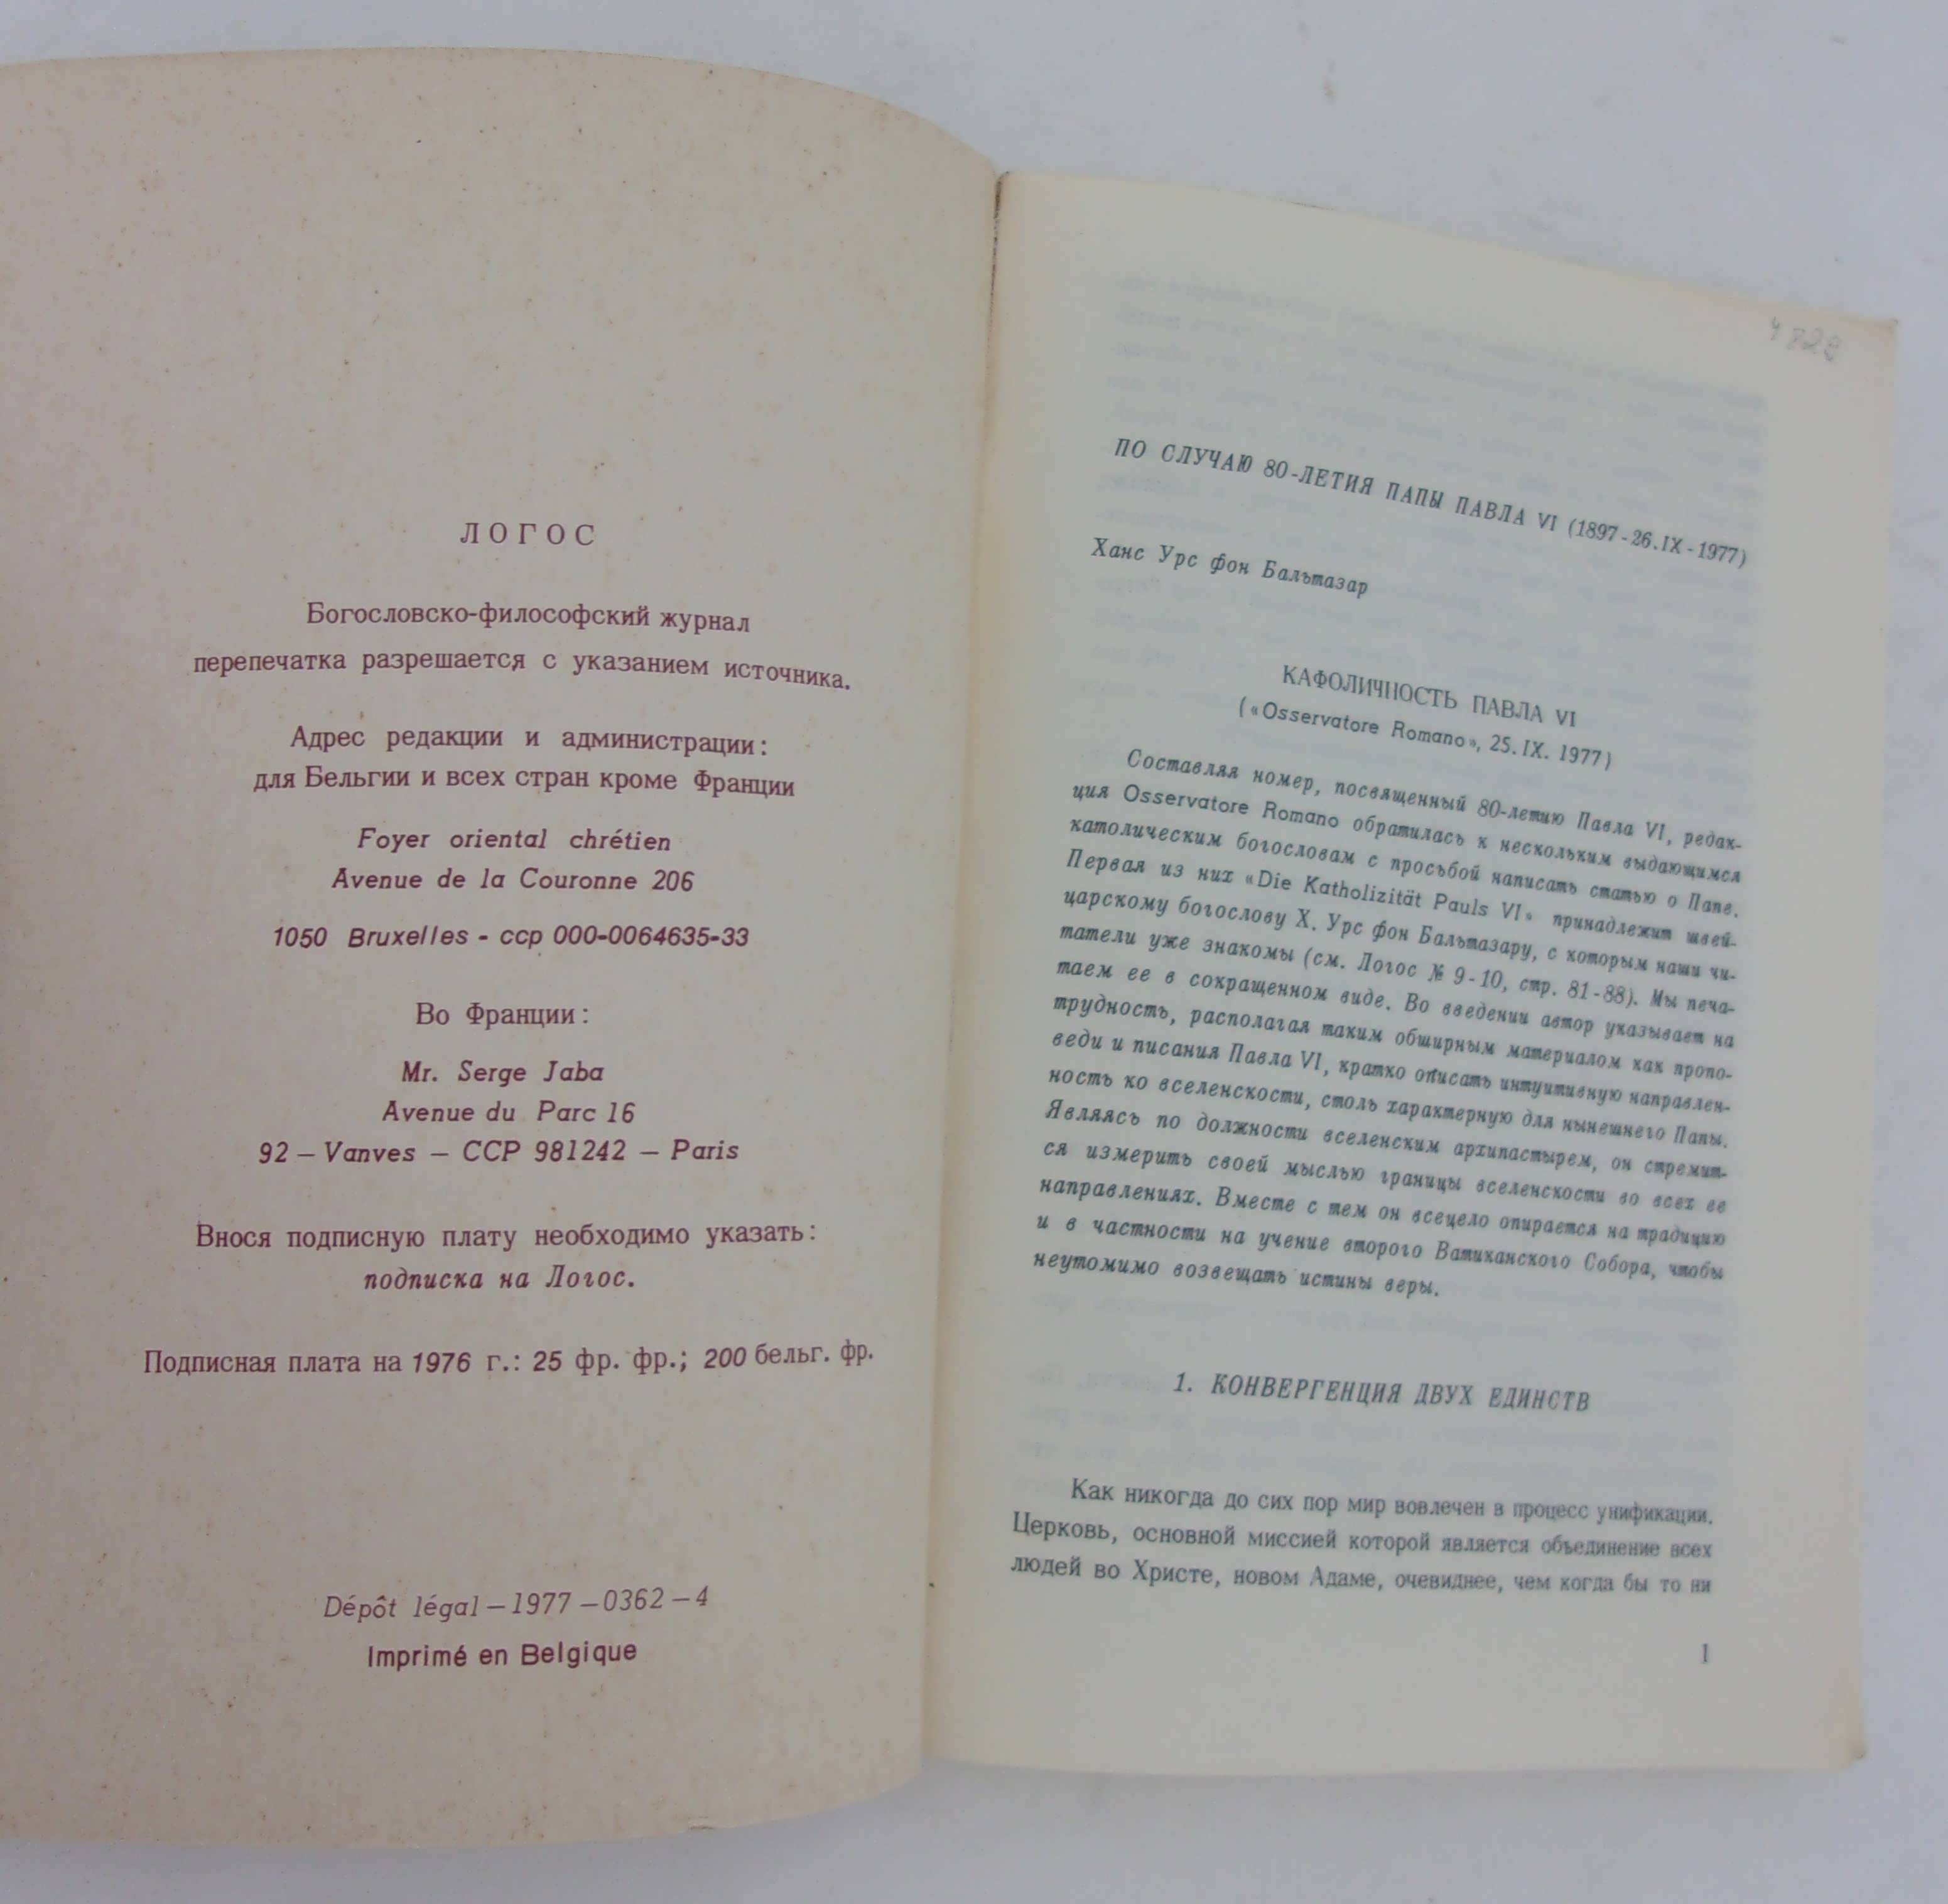 ЛОГОС
Богословско-философский журнал
перепечатка разрешается с указанием источника.
Адрес редакции и администрации:
для Бельгии и всех стран кроме Франции
Foyer oriental chrétien
Avenue de la Couronne 206
1050 Bruxelles - ccp 000-0064635-33
Во Франции:
Mr. Serge Jaba
Avenue du Parc 16
92 — Vanves — CCP 981242 — Paris
Внося подписную плату необходимо указать:
подписка на Логос.
Подписная плата на 1976 г.: 25 фр. фр.; 200 бельг. фр.
Dépôt légal — 1977 — 0362 — 4
Imprimé en Belgique
ПО СЛУЧАЮ 80-ЛЕТИЯ ПАПЫ ПАВЛА VI (1897 - 26.IX - 1977)
Ханс Урс фон Бальтазар
КАФОЛИЧНОСТЬ ПАВЛА VI
(«Osservatore Romano», 25. IX. 1977)
Составляя номер, посвященный 80-летию Павла VI, редак-
ция Osservatore Romano обратилась к нескольким выдающимся
католическим богословам с просьбой написать статью о Папе.
Первая из них «Die Katholizität Pauls VI» принадлежит швей-
царскому богослову Х. Урс фон Бальтазару, с которым наши чи-
татели уже знакомы (см. Логос № 9-10, стр. 81-88). Мы печа-
таем ее в сокращенном виде. Во введении автор указывает на
трудность, располагая таким обширным материалом как пропо-
веди и писания Павла VI, кратко описать интуитивную направлен-
ность ко вселенскости, столь характерную для нынешнего Папы.
Являясь по должности вселенским архипастырем, он стремит-
ся измерить своей мыслью границы вселенскости во всех ее
направлениях. Вместе с тем он всецело опирается на традицию
и в частности на учение второго Ватиканского Собора, чтобы
неутомимо возвещать истины веры.
1. КОНВЕРГЕНЦИЯ ДВУХ ЕДИНСТВ
Как никогда до сих пор мир вовлечен в процесс унификации.
Церковь, основной миссией которой является объединение всех
людей во Христе, новом Адаме, очевиднее, чем когда бы то ни
1